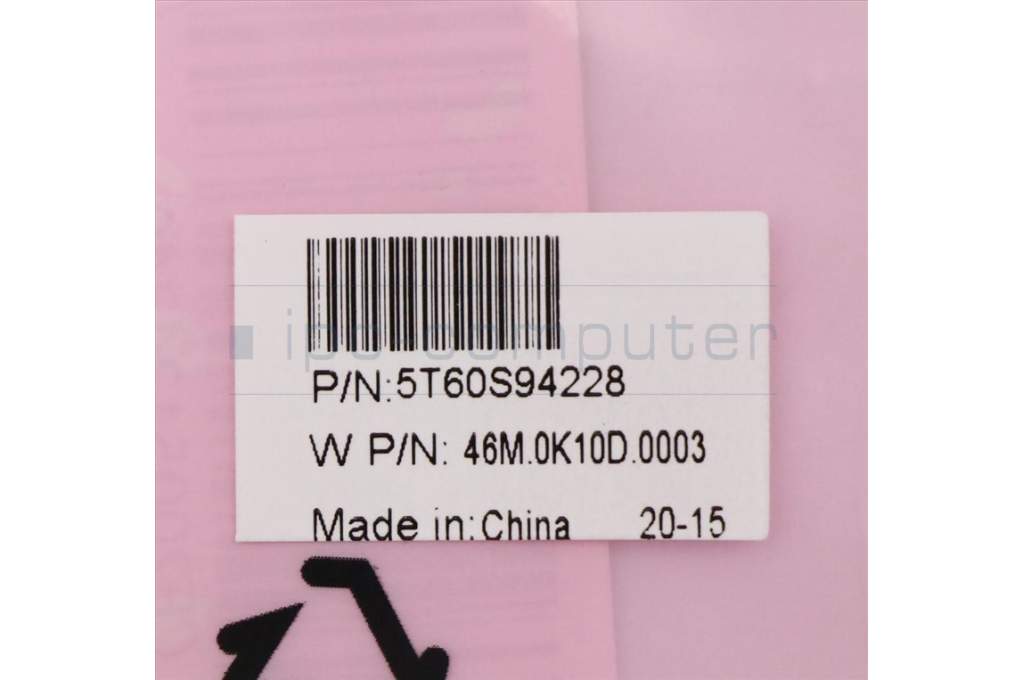 ipc-computer
P/N:5T60S94228
W P/N: 46M.0K10D.0003
Made in:China 20-15